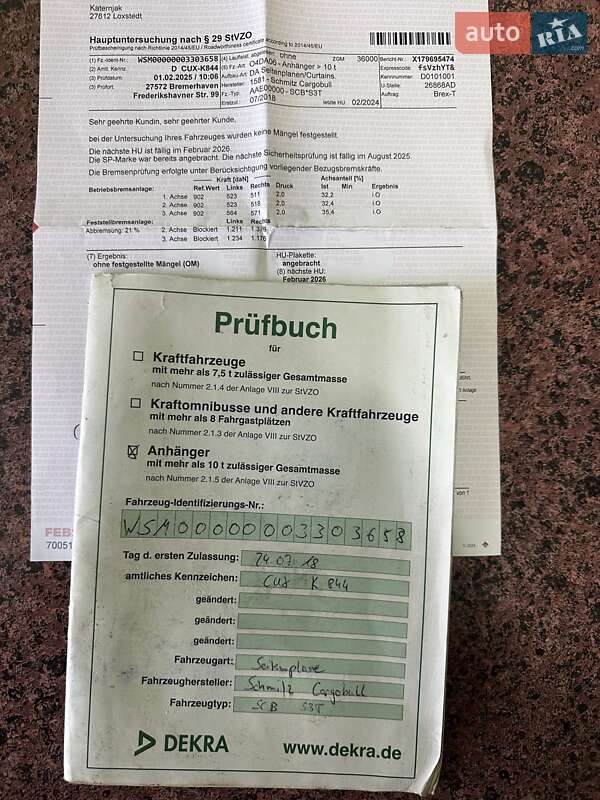 Katernjak
27612 Loxstedt
auto RIA .com
Hauptuntersuchung nach § 29 StVZO
Prüfbescheinigung nach Richtlinie 2014/45/EU / Roadworthiness certificate according to 2014/45/EU
(1) Fz.-Ident-Nr.: WSM00000003303658
(2) Amtl. Kennz. D CUX-K844
(3) Prüfdatum: 01.02.2025 / 10:06
(3) Prüfort: 27572 Bremerhaven
Frederikshavner Str. 99
(4) Laufleist. abgelesen: ohne
(5) Fz.-Art: O4DA06 - Anhänger > 10 t
Aufbau-Art: DA Seitenplanen/Curtains.
Hersteller: 1581 - Schmitz Cargobull
Fz.-Typ: AAE00000 - SCB*S3T
Erstzul.: 07/2018
ZGM 36000
letzte HU 02/2024
Bericht-Nr.: X179695474
Expresscode: fsVzhYT&
Kennnummer: D0101001
U-Stelle: 26868AD
Auftrag: Brex-T
Sehr geehrte Kundin, sehr geehrter Kunde,
bei der Untersuchung Ihres Fahrzeuges wurden keine Mängel festgestellt.
Die nächste HU ist fällig im Februar 2026.
Die SP-Marke war bereits angebracht. Die nächste Sicherheitsprüfung ist fällig im August 2025.
Die Bremsenprüfung erfolgte unter Berücksichtigung vorliegender Bezugsbremskräfte.
Kraft [daN] Achsanteil [%]
Betriebsbremsanlage: Ref.Wert Links Rechts Druck Ist Min Ergebnis
1. Achse 902 523 511 2,0 32,2 I.O
2. Achse 902 523 518 2,0 32,4 I.O
3. Achse 902 564 571 2,0 35,4 I.O
Feststellbremsanlage: Links Rechts
Abbremsung: 21 % 2. Achse Blockiert 1.211 1.376
3. Achse Blockiert 1.234 1.176
(7) Ergebnis:
ohne festgestellte Mängel (OM)
HU-Plakette:
angebracht
(8) nächste HU:
Februar 2026
von 1
FEBS
70051
Prüfbuch
für
Kraftfahrzeuge
mit mehr als 7,5 t zulässiger Gesamtmasse
nach Nummer 2.1.4 der Anlage VIII zur StVZO
Kraftomnibusse und andere Kraftfahrzeuge
mit mehr als 8 Fahrgastplätzen
nach Nummer 2.1.3 der Anlage VIII zur StVZO
Anhänger
mit mehr als 10 t zulässiger Gesamtmasse
nach Nummer 2.1.5 der Anlage VIII zur StVZO
Fahrzeug-Identifizierungs-Nr.:
WSM00000003303658
Tag d. ersten Zulassung: 24.07.18
amtliches Kennzeichen: CUX K 844
geändert:
geändert:
geändert:
Fahrzeugart: Seitenplane
Fahrzeughersteller: Schmitz Cargobull
Fahrzeugtyp: SCB S3T
DEKRA www.dekra.de